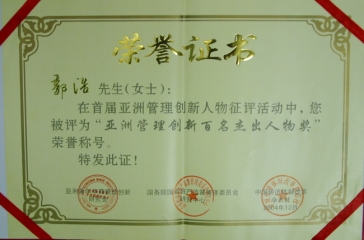 荣誉证书
郭浩 先生(女士):
在首届亚洲管理创新人物征评活动中,您
被评为“亚洲管理创新百名杰出人物奖”
荣誉称号。
特发此证!